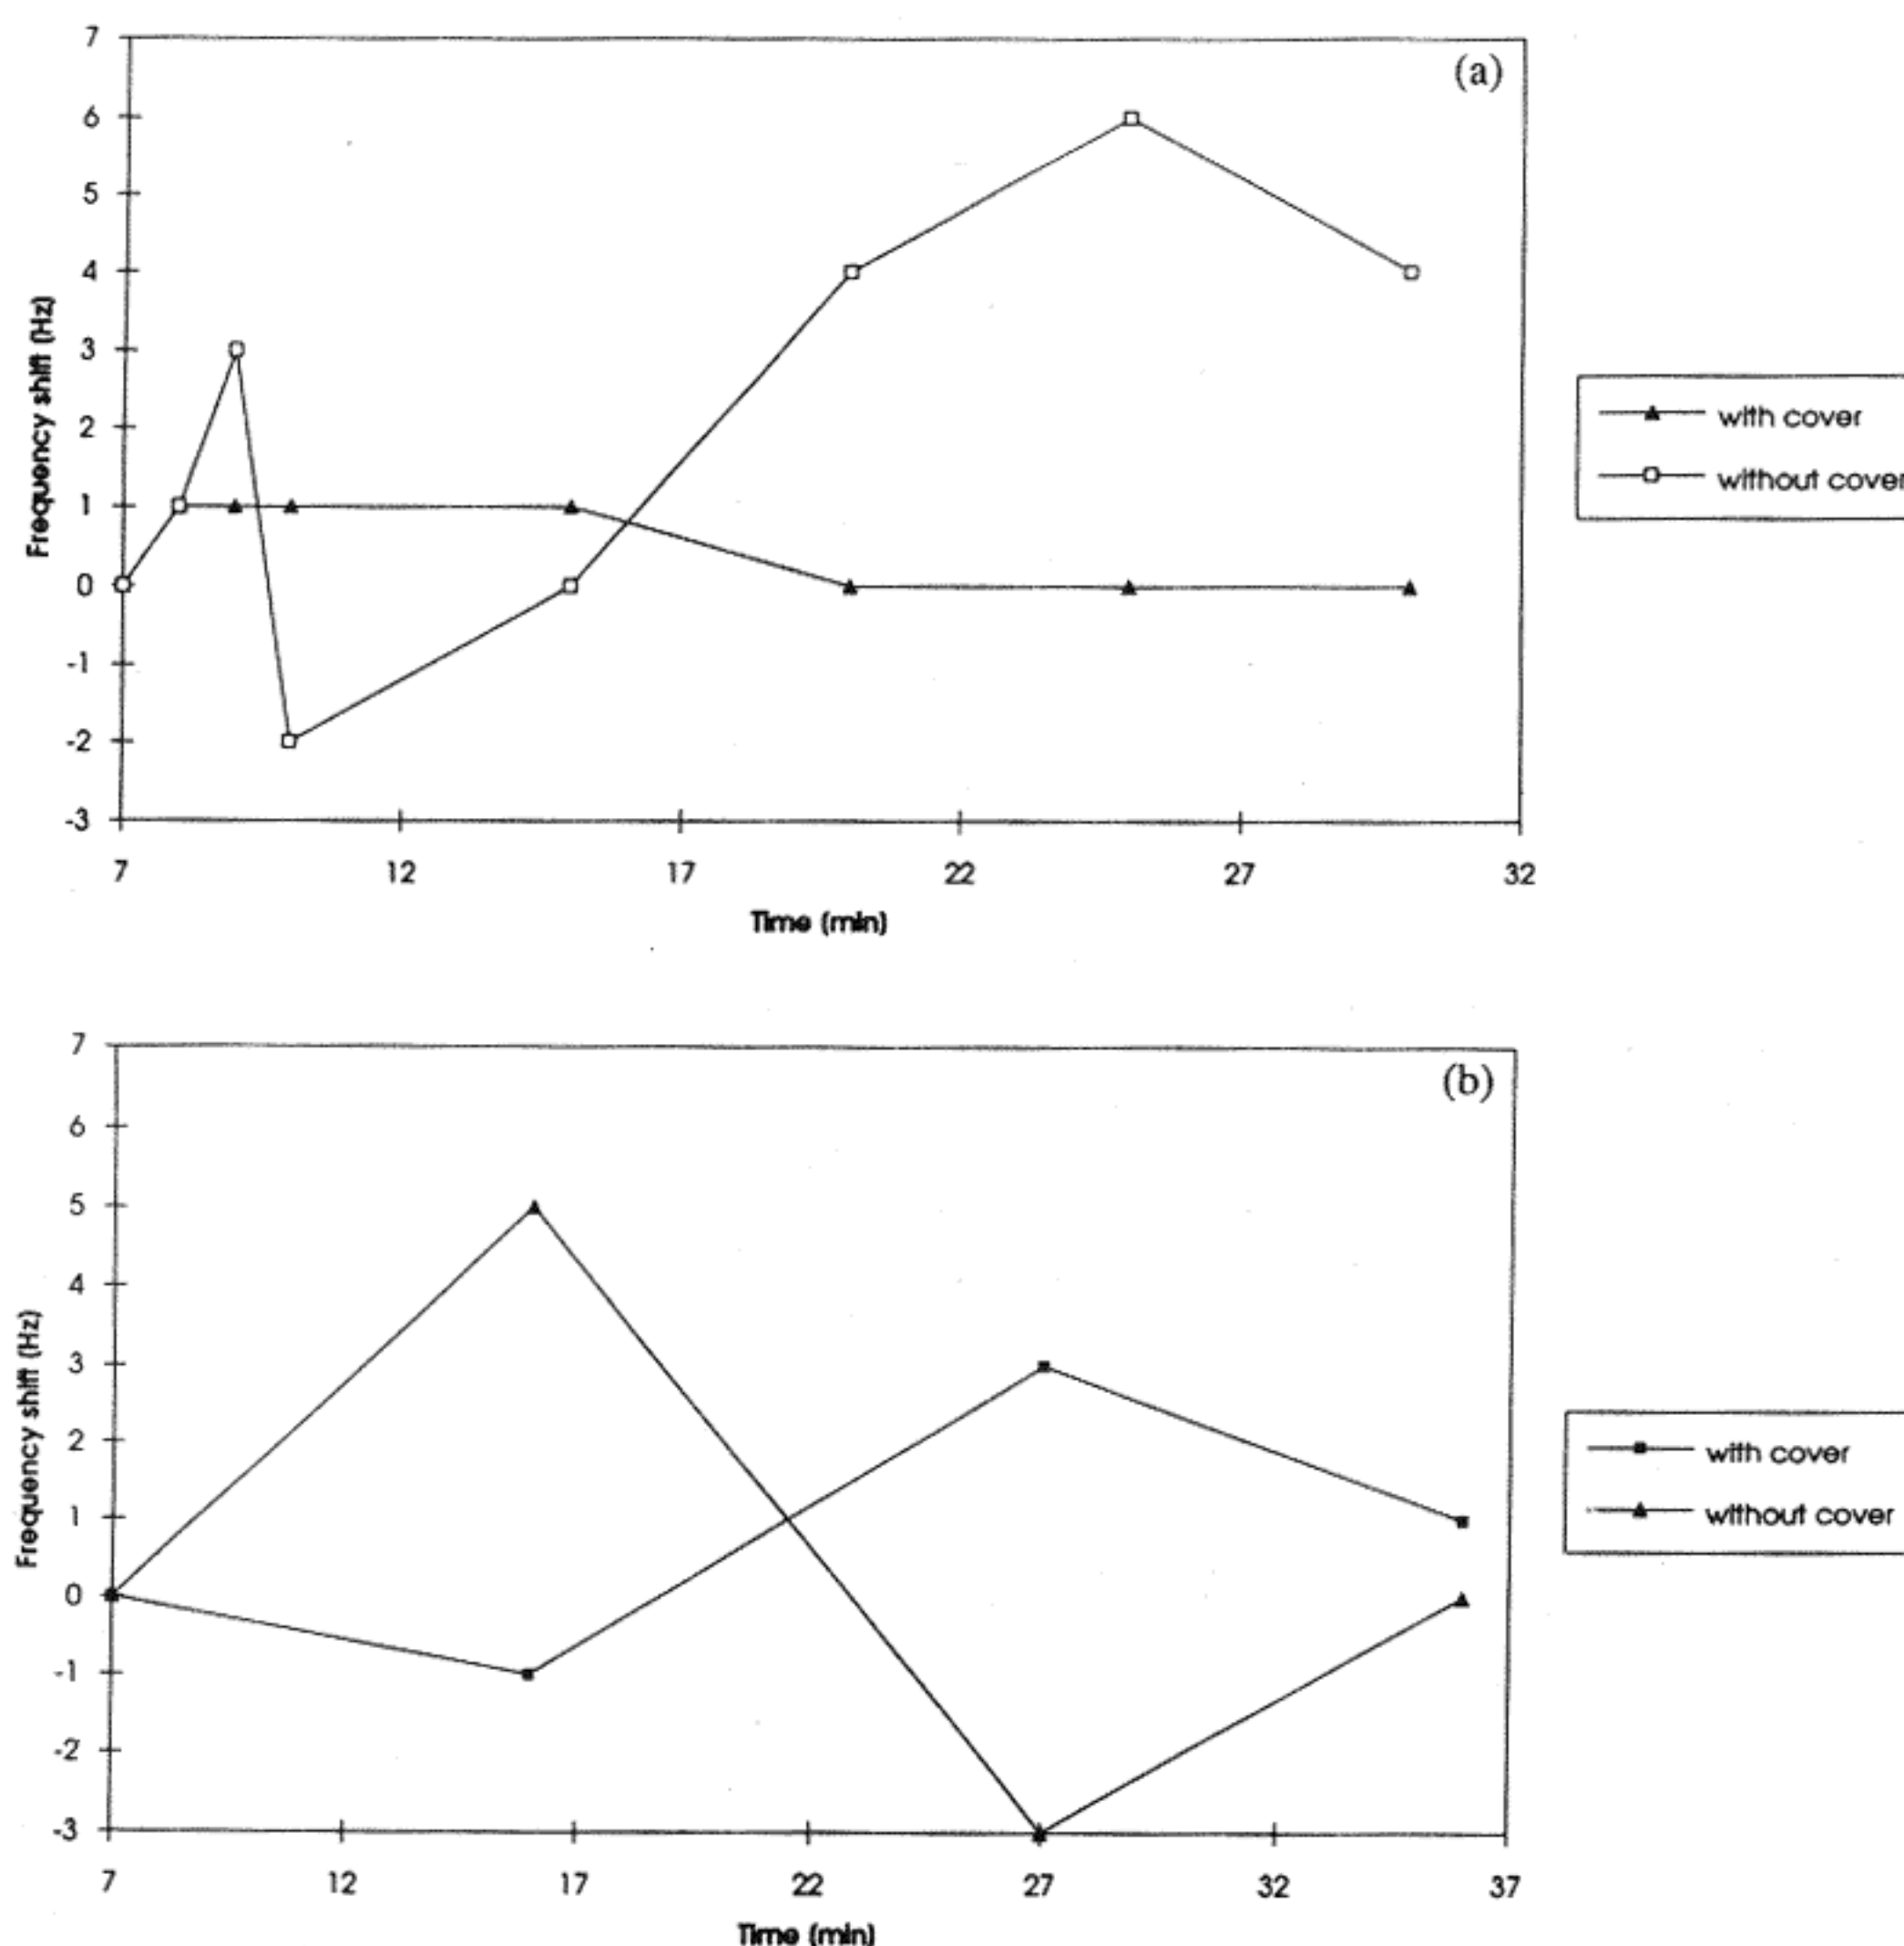 (a)
7
6
5
4
3
2
1
0
-1
-2
-3
Frequency shift (Hz)
7 12 17 22 27 32
Time (min)
with cover
without cover
(b)
7
6
5
4
3
2
1
0
-1
-2
-3
Frequency shift (Hz)
7 12 17 22 27 32 37
Time (min)
with cover
without cover